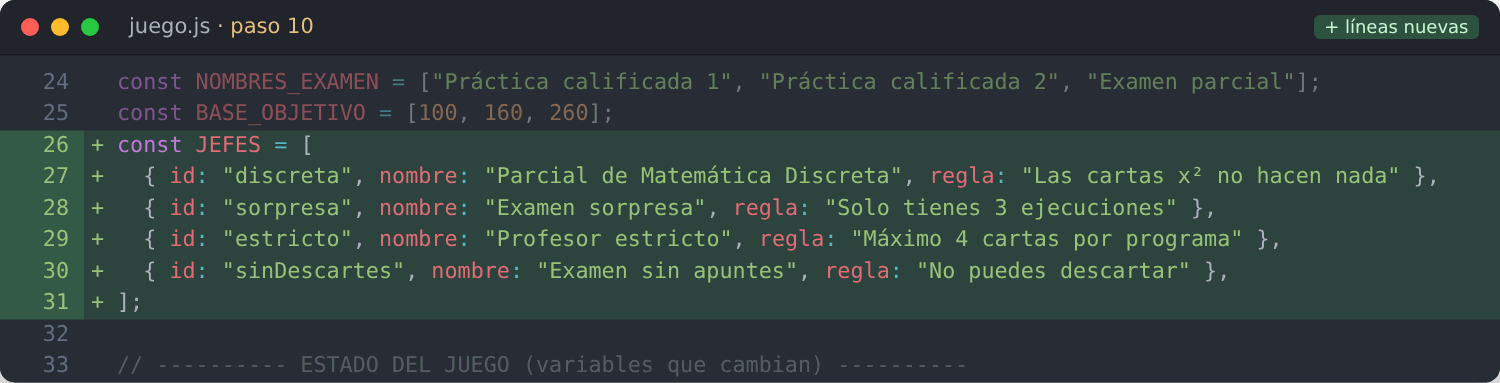 juego.js · paso 10
+ líneas nuevas
24 const NOMBRES_EXAMEN = ["Práctica calificada 1", "Práctica calificada 2", "Examen parcial"];
25 const BASE_OBJETIVO = [100, 160, 260];
26 + const JEFES = [
27 +   { id: "discreta", nombre: "Parcial de Matemática Discreta", regla: "Las cartas x² no hacen nada" },
28 +   { id: "sorpresa", nombre: "Examen sorpresa", regla: "Solo tienes 3 ejecuciones" },
29 +   { id: "estricto", nombre: "Profesor estricto", regla: "Máximo 4 cartas por programa" },
30 +   { id: "sinDescartes", nombre: "Examen sin apuntes", regla: "No puedes descartar" },
31 + ];
32
33 // ---------- ESTADO DEL JUEGO (variables que cambian) ----------